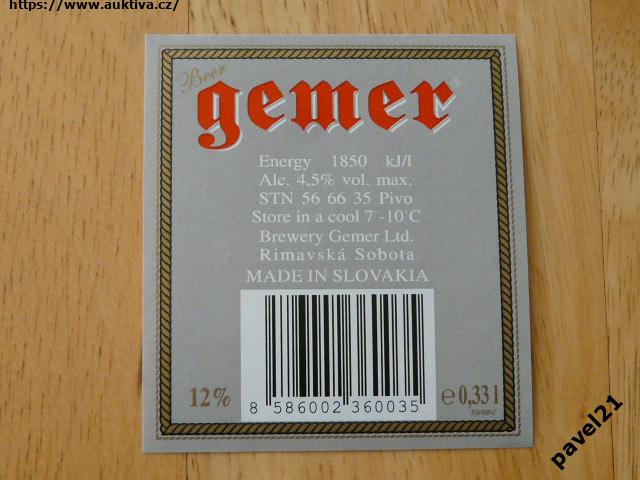 https://www.auktiva.cz/
Beer
gemer®
Energy 1850 kJ/l
Alc. 4,5% vol. max.
STN 56 66 35 Pivo
Store in a cool 7 -10°C
Brewery Gemer Ltd.
Rimavská Sobota
MADE IN SLOVAKIA
12%
8 586002 360035
℮ 0,33 l
ESPRINT
pavel21